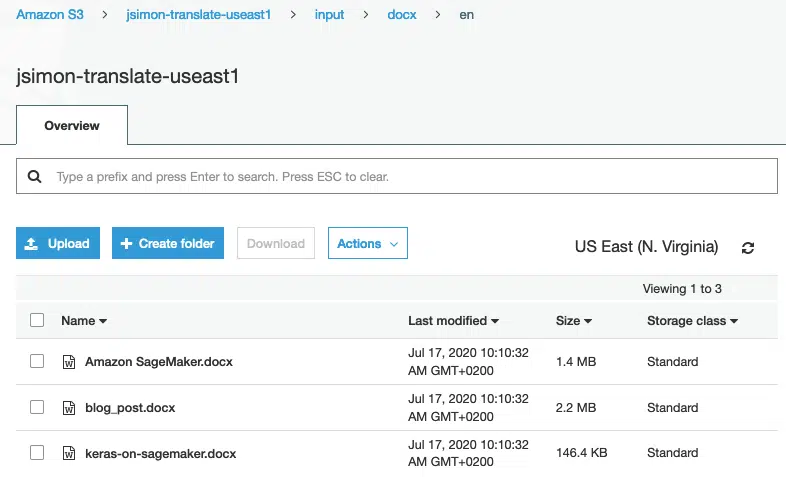 Amazon S3 > jsimon-translate-useast1 > input > docx > en
jsimon-translate-useast1
Overview
Type a prefix and press Enter to search. Press ESC to clear.
Upload + Create folder Download Actions US East (N. Virginia)
Viewing 1 to 3
Name Last modified Size Storage class
Amazon SageMaker.docx Jul 17, 2020 10:10:32 1.4 MB Standard
AM GMT+0200
blog_post.docx Jul 17, 2020 10:10:32 2.2 MB Standard
AM GMT+0200
keras-on-sagemaker.docx Jul 17, 2020 10:10:32 146.4 KB Standard
AM GMT+0200